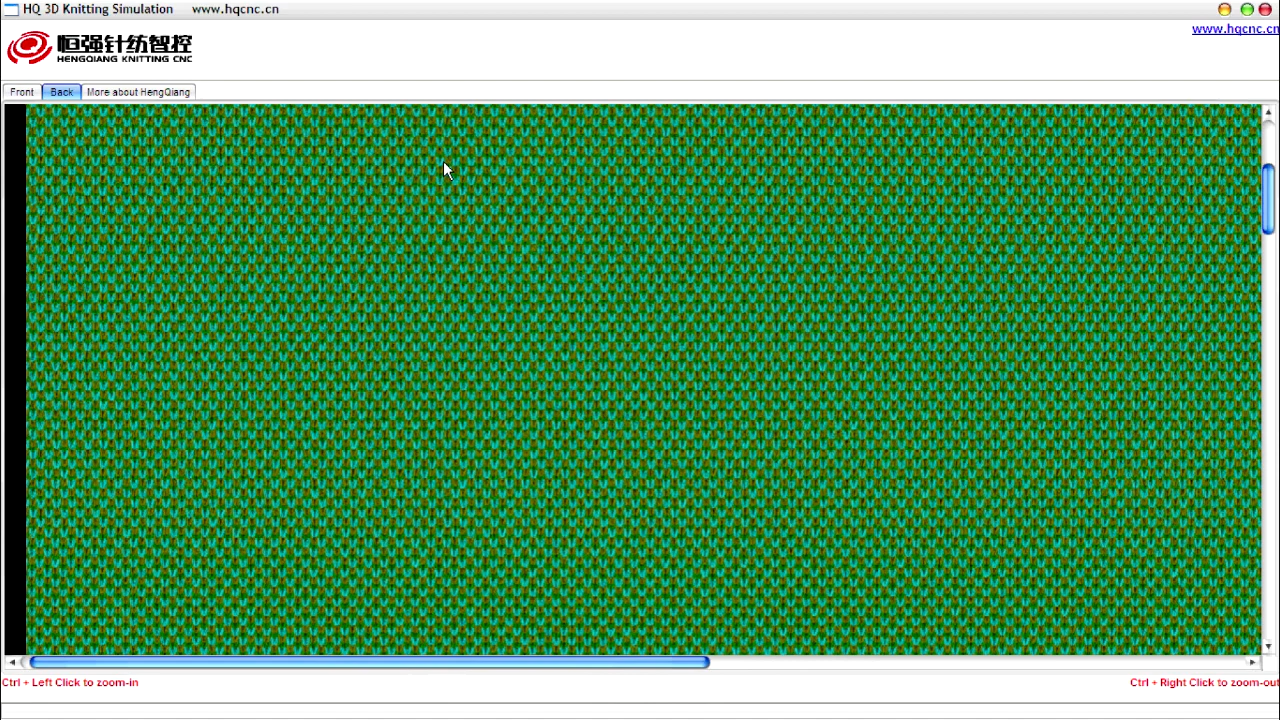 HQ 3D Knitting Simulation www.hqcnc.cn
www.hqcnc.cn
恒强针纺智控
HENGQIANG KNITTING CNC
Front Back More about HengQiang
Ctrl + Left Click to zoom-in
Ctrl + Right Click to zoom-out